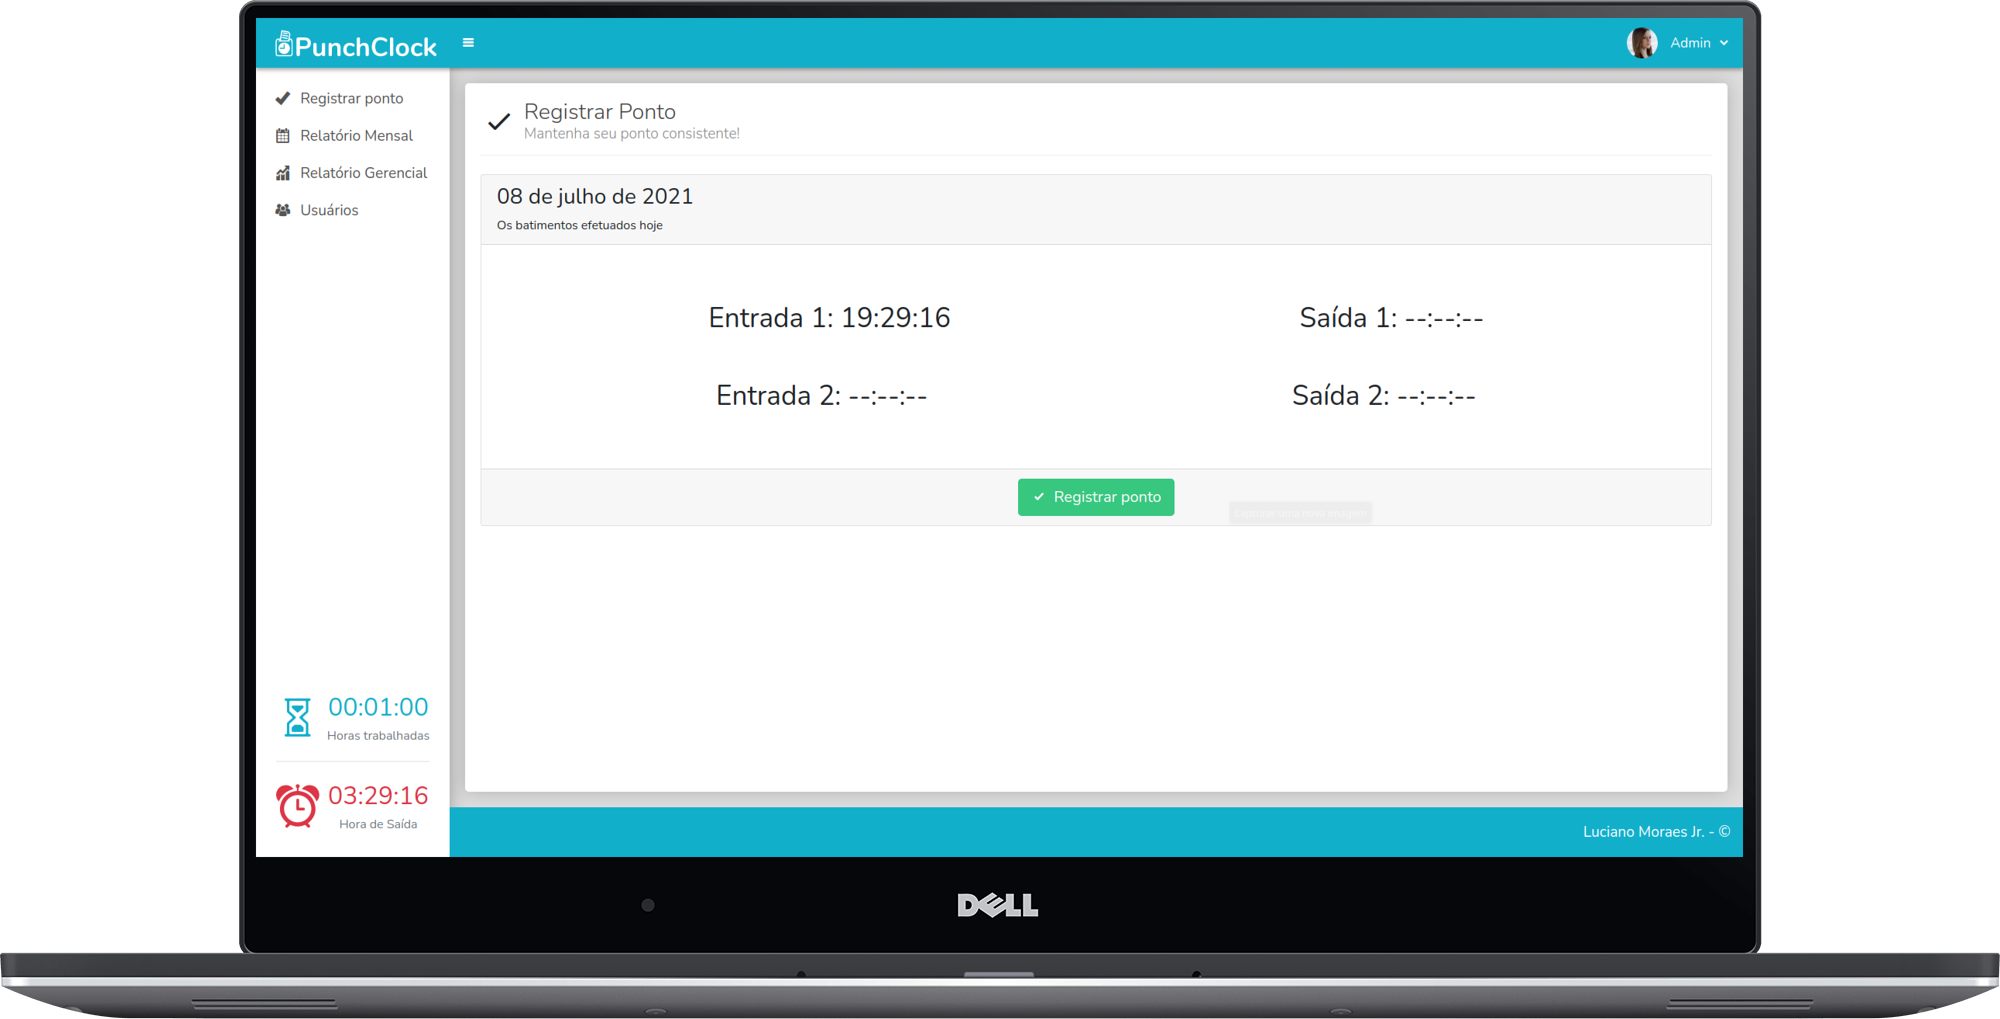 PunchClock
Admin
Registrar ponto
Relatório Mensal
Relatório Gerencial
Usuários
Registrar Ponto
Mantenha seu ponto consistente!
08 de julho de 2021
Os batimentos efetuados hoje
Entrada 1: 19:29:16
Saída 1: --:--:--
Entrada 2: --:--:--
Saída 2: --:--:--
Registrar ponto
00:01:00
Horas trabalhadas
03:29:16
Hora de Saída
Luciano Moraes Jr. - ©
DELL